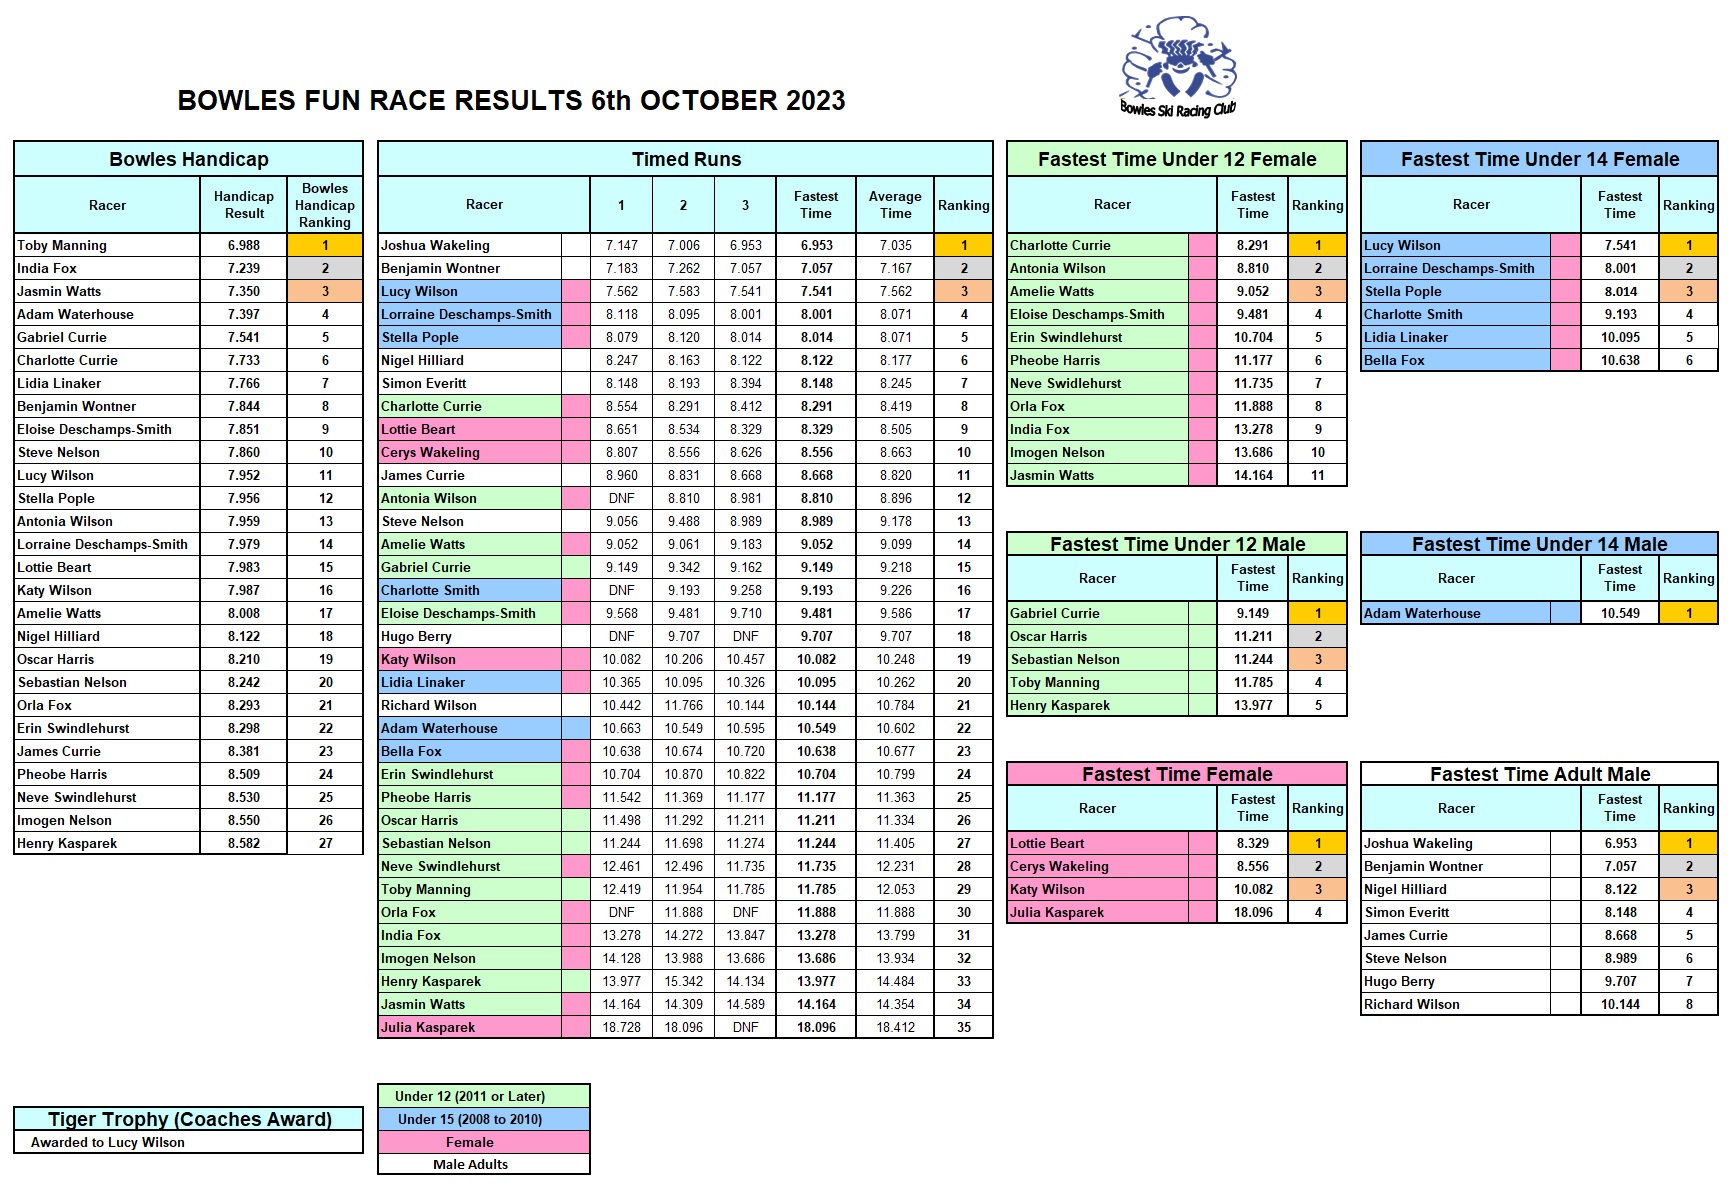 Bowles Ski Racing Club
BOWLES FUN RACE RESULTS 6th OCTOBER 2023
Bowles Handicap
Racer Handicap Result Bowles Handicap Ranking
Toby Manning 6.988 1
India Fox 7.239 2
Jasmin Watts 7.350 3
Adam Waterhouse 7.397 4
Gabriel Currie 7.541 5
Charlotte Currie 7.733 6
Lidia Linaker 7.766 7
Benjamin Wontner 7.844 8
Eloise Deschamps-Smith 7.851 9
Steve Nelson 7.860 10
Lucy Wilson 7.952 11
Stella Pople 7.956 12
Antonia Wilson 7.959 13
Lorraine Deschamps-Smith 7.979 14
Lottie Beart 7.983 15
Katy Wilson 7.987 16
Amelie Watts 8.008 17
Nigel Hilliard 8.122 18
Oscar Harris 8.210 19
Sebastian Nelson 8.242 20
Orla Fox 8.293 21
Erin Swindlehurst 8.298 22
James Currie 8.381 23
Pheobe Harris 8.509 24
Neve Swindlehurst 8.530 25
Imogen Nelson 8.550 26
Henry Kasparek 8.582 27
Timed Runs
Racer 1 2 3 Fastest Time Average Time Ranking
Joshua Wakeling 7.147 7.006 6.953 6.953 7.035 1
Benjamin Wontner 7.183 7.262 7.057 7.057 7.167 2
Lucy Wilson 7.562 7.583 7.541 7.541 7.562 3
Lorraine Deschamps-Smith 8.118 8.095 8.001 8.001 8.071 4
Stella Pople 8.079 8.120 8.014 8.014 8.071 5
Nigel Hilliard 8.247 8.163 8.122 8.122 8.177 6
Simon Everitt 8.148 8.193 8.394 8.148 8.245 7
Charlotte Currie 8.554 8.291 8.412 8.291 8.419 8
Lottie Beart 8.651 8.534 8.329 8.329 8.505 9
Cerys Wakeling 8.807 8.556 8.626 8.556 8.663 10
James Currie 8.960 8.831 8.668 8.668 8.820 11
Antonia Wilson DNF 8.810 8.981 8.810 8.896 12
Steve Nelson 9.056 9.488 8.989 8.989 9.178 13
Amelie Watts 9.052 9.061 9.183 9.052 9.099 14
Gabriel Currie 9.149 9.342 9.162 9.149 9.218 15
Charlotte Smith DNF 9.193 9.258 9.193 9.226 16
Eloise Deschamps-Smith 9.568 9.481 9.710 9.481 9.586 17
Hugo Berry DNF 9.707 DNF 9.707 9.707 18
Katy Wilson 10.082 10.206 10.457 10.082 10.248 19
Lidia Linaker 10.365 10.095 10.326 10.095 10.262 20
Richard Wilson 10.442 11.766 10.144 10.144 10.784 21
Adam Waterhouse 10.663 10.549 10.595 10.549 10.602 22
Bella Fox 10.638 10.674 10.720 10.638 10.677 23
Erin Swindlehurst 10.704 10.870 10.822 10.704 10.799 24
Pheobe Harris 11.542 11.369 11.177 11.177 11.363 25
Oscar Harris 11.498 11.292 11.211 11.211 11.334 26
Sebastian Nelson 11.244 11.698 11.274 11.244 11.405 27
Neve Swindlehurst 12.461 12.496 11.735 11.735 12.231 28
Toby Manning 12.419 11.954 11.785 11.785 12.053 29
Orla Fox DNF 11.888 DNF 11.888 11.888 30
India Fox 13.278 14.272 13.847 13.278 13.799 31
Imogen Nelson 14.128 13.988 13.686 13.686 13.934 32
Henry Kasparek 13.977 15.342 14.134 13.977 14.484 33
Jasmin Watts 14.164 14.309 14.589 14.164 14.354 34
Julia Kasparek 18.728 18.096 DNF 18.096 18.412 35
Fastest Time Under 12 Female
Racer Fastest Time Ranking
Charlotte Currie 8.291 1
Antonia Wilson 8.810 2
Amelie Watts 9.052 3
Eloise Deschamps-Smith 9.481 4
Erin Swindlehurst 10.704 5
Pheobe Harris 11.177 6
Neve Swidlehurst 11.735 7
Orla Fox 11.888 8
India Fox 13.278 9
Imogen Nelson 13.686 10
Jasmin Watts 14.164 11
Fastest Time Under 14 Female
Racer Fastest Time Ranking
Lucy Wilson 7.541 1
Lorraine Deschamps-Smith 8.001 2
Stella Pople 8.014 3
Charlotte Smith 9.193 4
Lidia Linaker 10.095 5
Bella Fox 10.638 6
Fastest Time Under 12 Male
Racer Fastest Time Ranking
Gabriel Currie 9.149 1
Oscar Harris 11.211 2
Sebastian Nelson 11.244 3
Toby Manning 11.785 4
Henry Kasparek 13.977 5
Fastest Time Under 14 Male
Racer Fastest Time Ranking
Adam Waterhouse 10.549 1
Fastest Time Female
Racer Fastest Time Ranking
Lottie Beart 8.329 1
Cerys Wakeling 8.556 2
Katy Wilson 10.082 3
Julia Kasparek 18.096 4
Fastest Time Adult Male
Racer Fastest Time Ranking
Joshua Wakeling 6.953 1
Benjamin Wontner 7.057 2
Nigel Hilliard 8.122 3
Simon Everitt 8.148 4
James Currie 8.668 5
Steve Nelson 8.989 6
Hugo Berry 9.707 7
Richard Wilson 10.144 8
Tiger Trophy (Coaches Award)
Awarded to Lucy Wilson
Under 12 (2011 or Later)
Under 15 (2008 to 2010)
Female
Male Adults